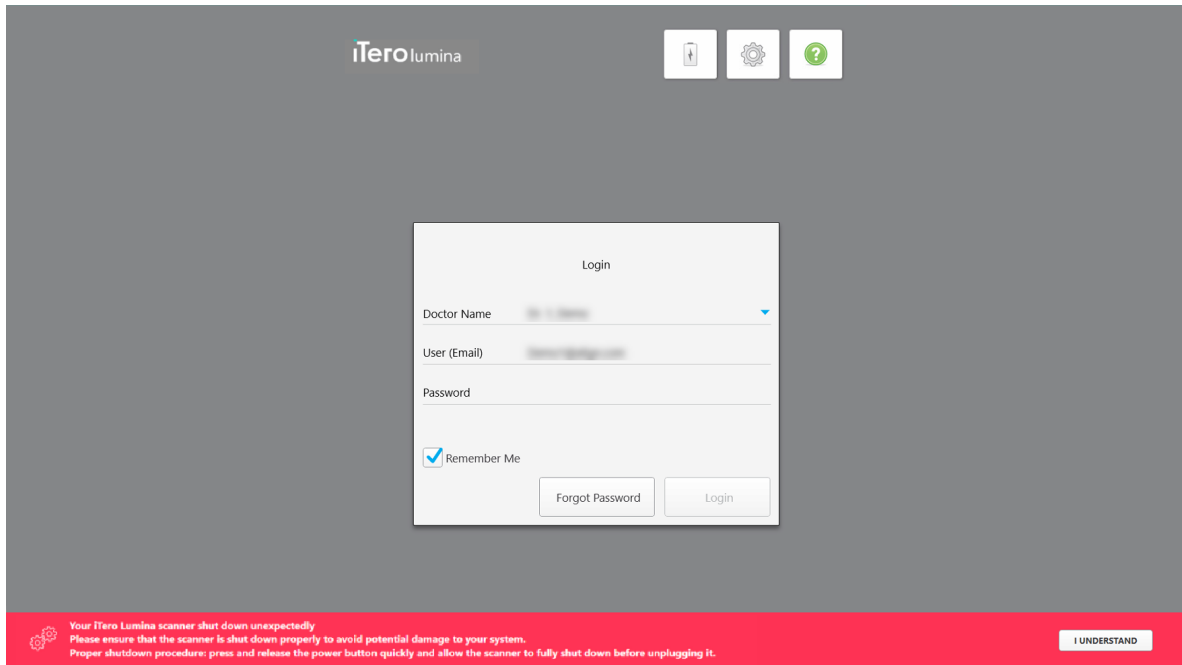 iTero lumina
?
Login
Doctor Name
User (Email)
Password
Remember Me
Forgot Password
Login
Your iTero Lumina scanner shut down unexpectedly
Please ensure that the scanner is shut down properly to avoid potential damage to your system.
Proper shutdown procedure: press and release the power button quickly and allow the scanner to fully shut down before unplugging it.
I UNDERSTAND